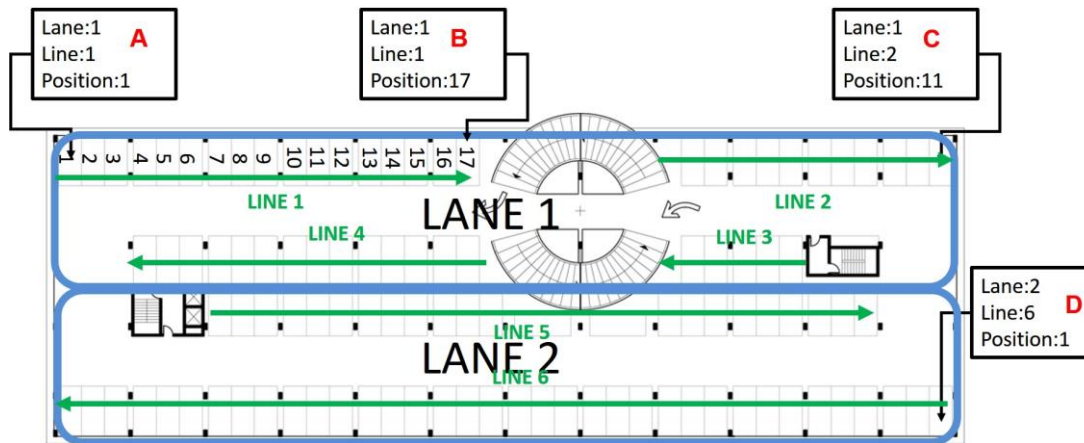 Lane:1
Line:1
Position:1
A
Lane:1
Line:1
Position:17
B
Lane:1
Line:2
Position:11
C
1 2 3 4 5 6 7 8 9 10 11 12 13 14 15 16 17
LINE 1
LANE 1
LINE 2
LINE 4
LINE 3
Lane:2
Line:6
Position:1
D
LINE 5
LANE 2
LINE 6